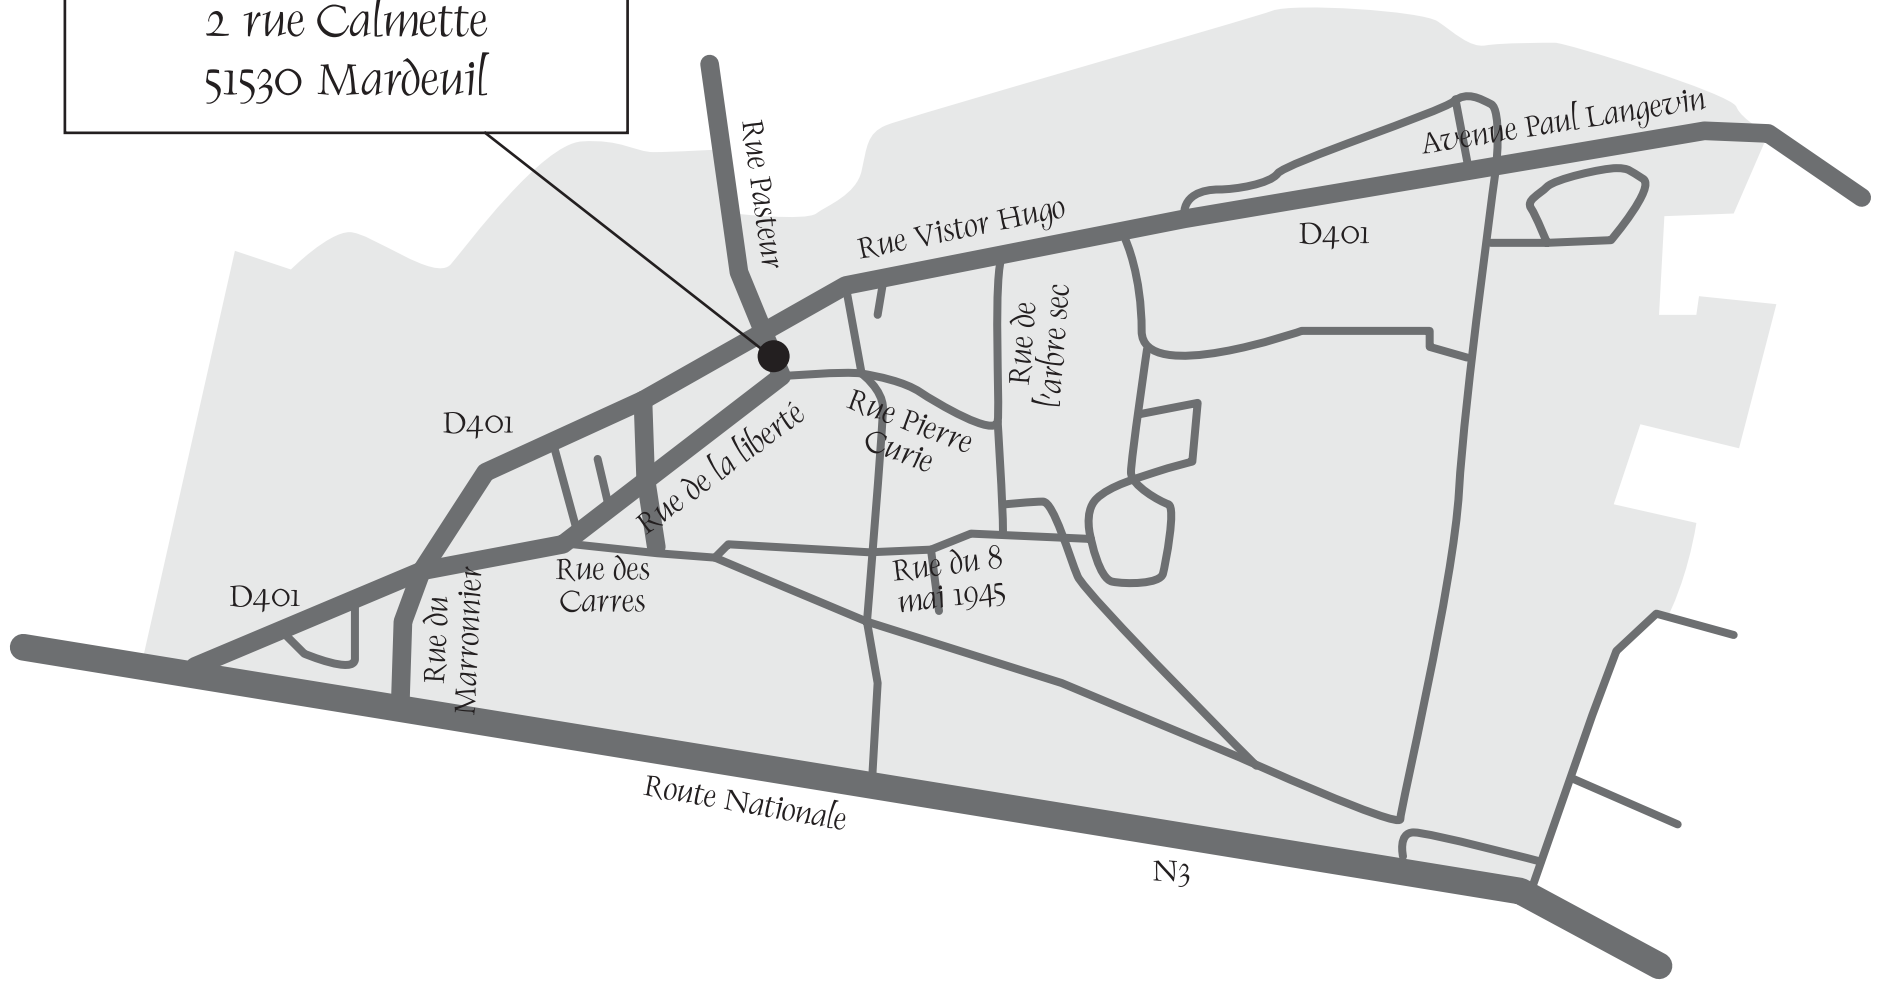 2 rue Calmette
51530 Mardeuil
Rue Pasteur
Avenue Paul Langevin
Rue Vistor Hugo
D401
Rue de
l'arbre sec
D401
Rue Pierre
Curie
Rue de la liberté
Rue des
Carres
Rue du 8
mai 1945
D401
Rue du
Marronnier
Route Nationale
N3